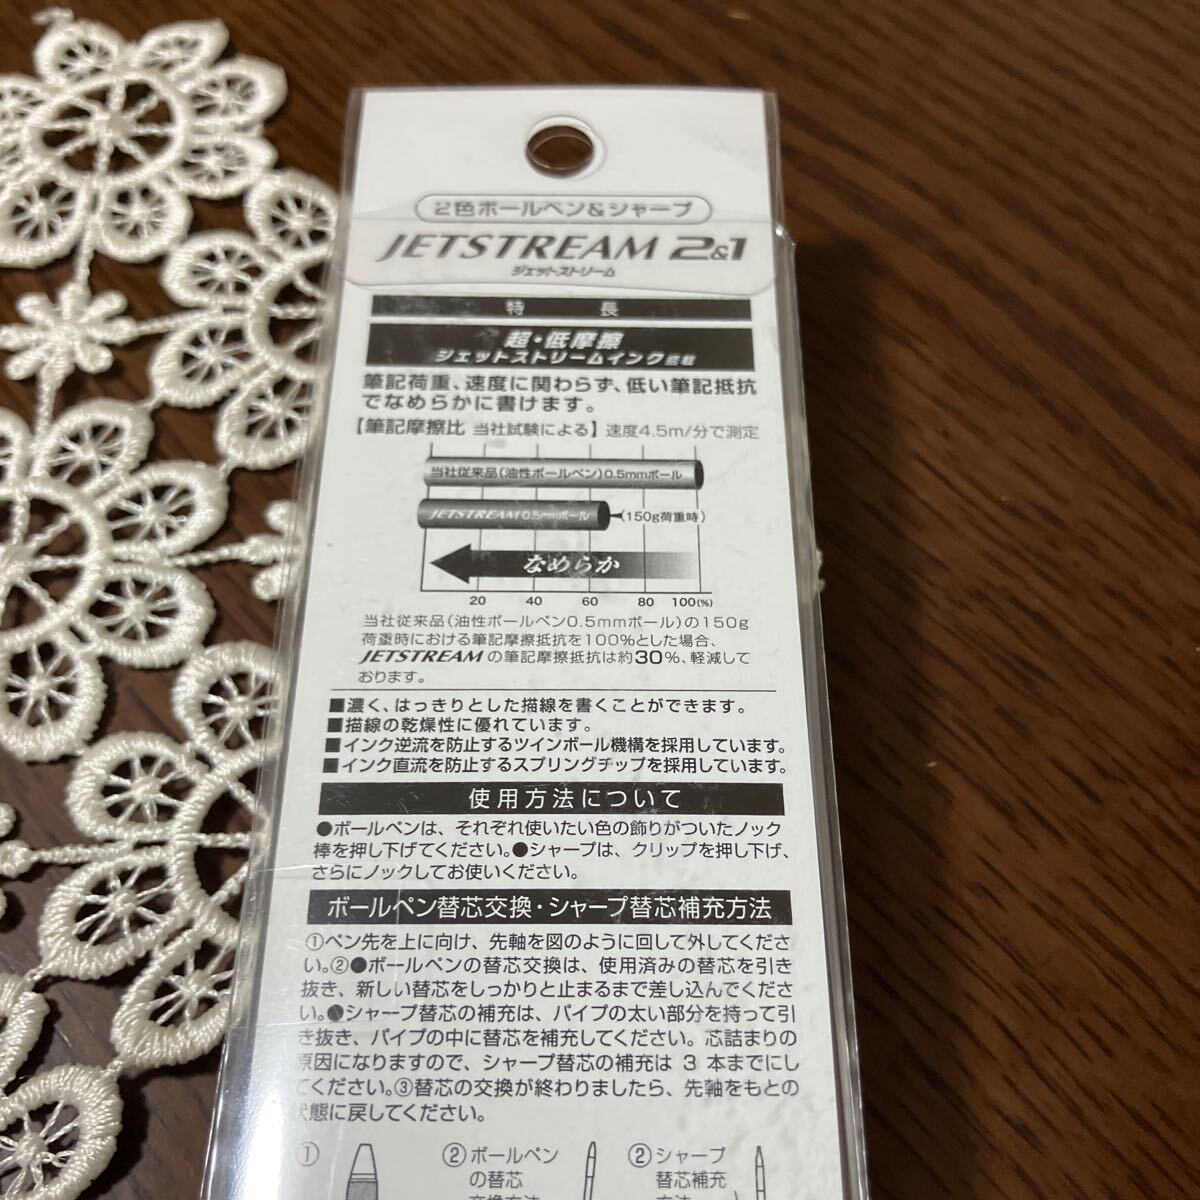 2色ボールペン&シャープ
JETSTREAM 2&1
ジェットストリーム
特 長
超・低摩擦
ジェットストリームインク搭載
筆記荷重、速度に関わらず、低い筆記抵抗
でなめらかに書けます。
【筆記摩擦比 当社試験による】速度4.5m/分で測定
当社従来品(油性ボールペン)0.5mmボール
JETSTREAM 0.5mmボール (150g荷重時)
なめらか
20 40 60 80 100(%)
当社従来品(油性ボールペン0.5mmボール)の150g
荷重時における筆記摩擦抵抗を100%とした場合、
JETSTREAMの筆記摩擦抵抗は約30%、軽減して
おります。
■濃く、はっきりとした描線を書くことができます。
■描線の乾燥性に優れています。
■インク逆流を防止するツインボール機構を採用しています。
■インク直流を防止するスプリングチップを採用しています。
使用方法について
●ボールペンは、それぞれ使いたい色の飾りがついたノック
棒を押し下げてください。●シャープは、クリップを押し下げ、
さらにノックしてお使いください。
ボールペン替芯交換・シャープ替芯補充方法
①ペン先を上に向け、先軸を図のように回して外してくださ
い。②●ボールペンの替芯交換は、使用済みの替芯を引き
抜き、新しい替芯をしっかりと止まるまで差し込んでくださ
い。●シャープ替芯の補充は、パイプの太い部分を持って引
き抜き、パイプの中に替芯を補充してください。芯詰まりの
原因になりますので、シャープ替芯の補充は 3 本までにし
てください。③替芯の交換が終わりましたら、先軸をもとの
状態に戻してください。
①
②ボールペン
の替芯
交換方法
②シャープ
替芯補充
方法